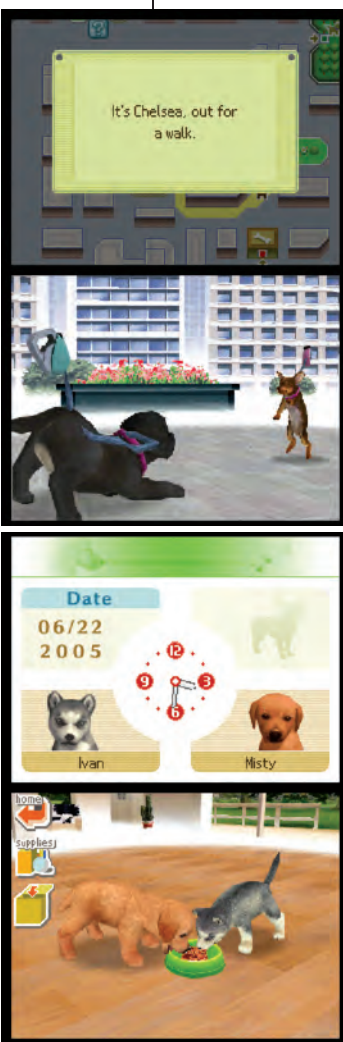 It's Chelsea, out for
a walk.
Date
06/22
2005
12
9
3
6
Ivan
Misty
home
supplies